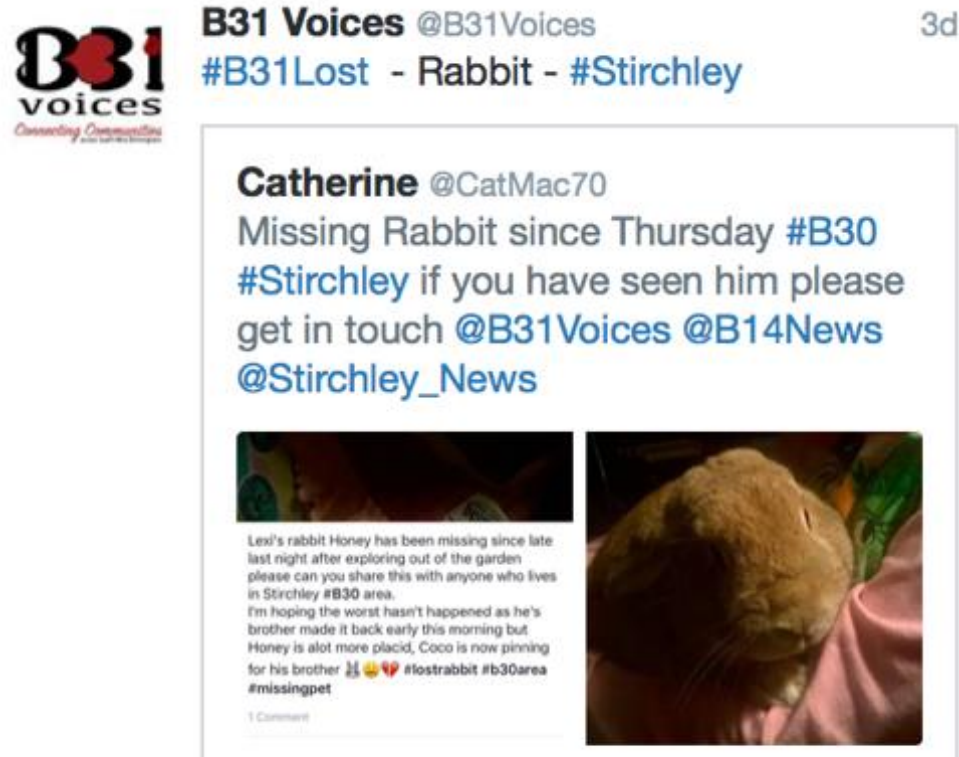 B31
voices
Connecting Communities
B31 Voices @B31Voices 3d
#B31Lost - Rabbit - #Stirchley
Catherine @CatMac70
Missing Rabbit since Thursday #B30
#Stirchley if you have seen him please
get in touch @B31Voices @B14News
@Stirchley_News
Lexi's rabbit Honey has been missing since late
last night after exploring out of the garden
please can you share this with anyone who lives
in Stirchley #B30 area.
I'm hoping the worst hasn't happened as he's
brother made it back early this morning but
Honey is alot more placid, Coco is now pinning
for his brother 🐰😫💔 #lostrabbit #b30area
#missingpet
1 Comment